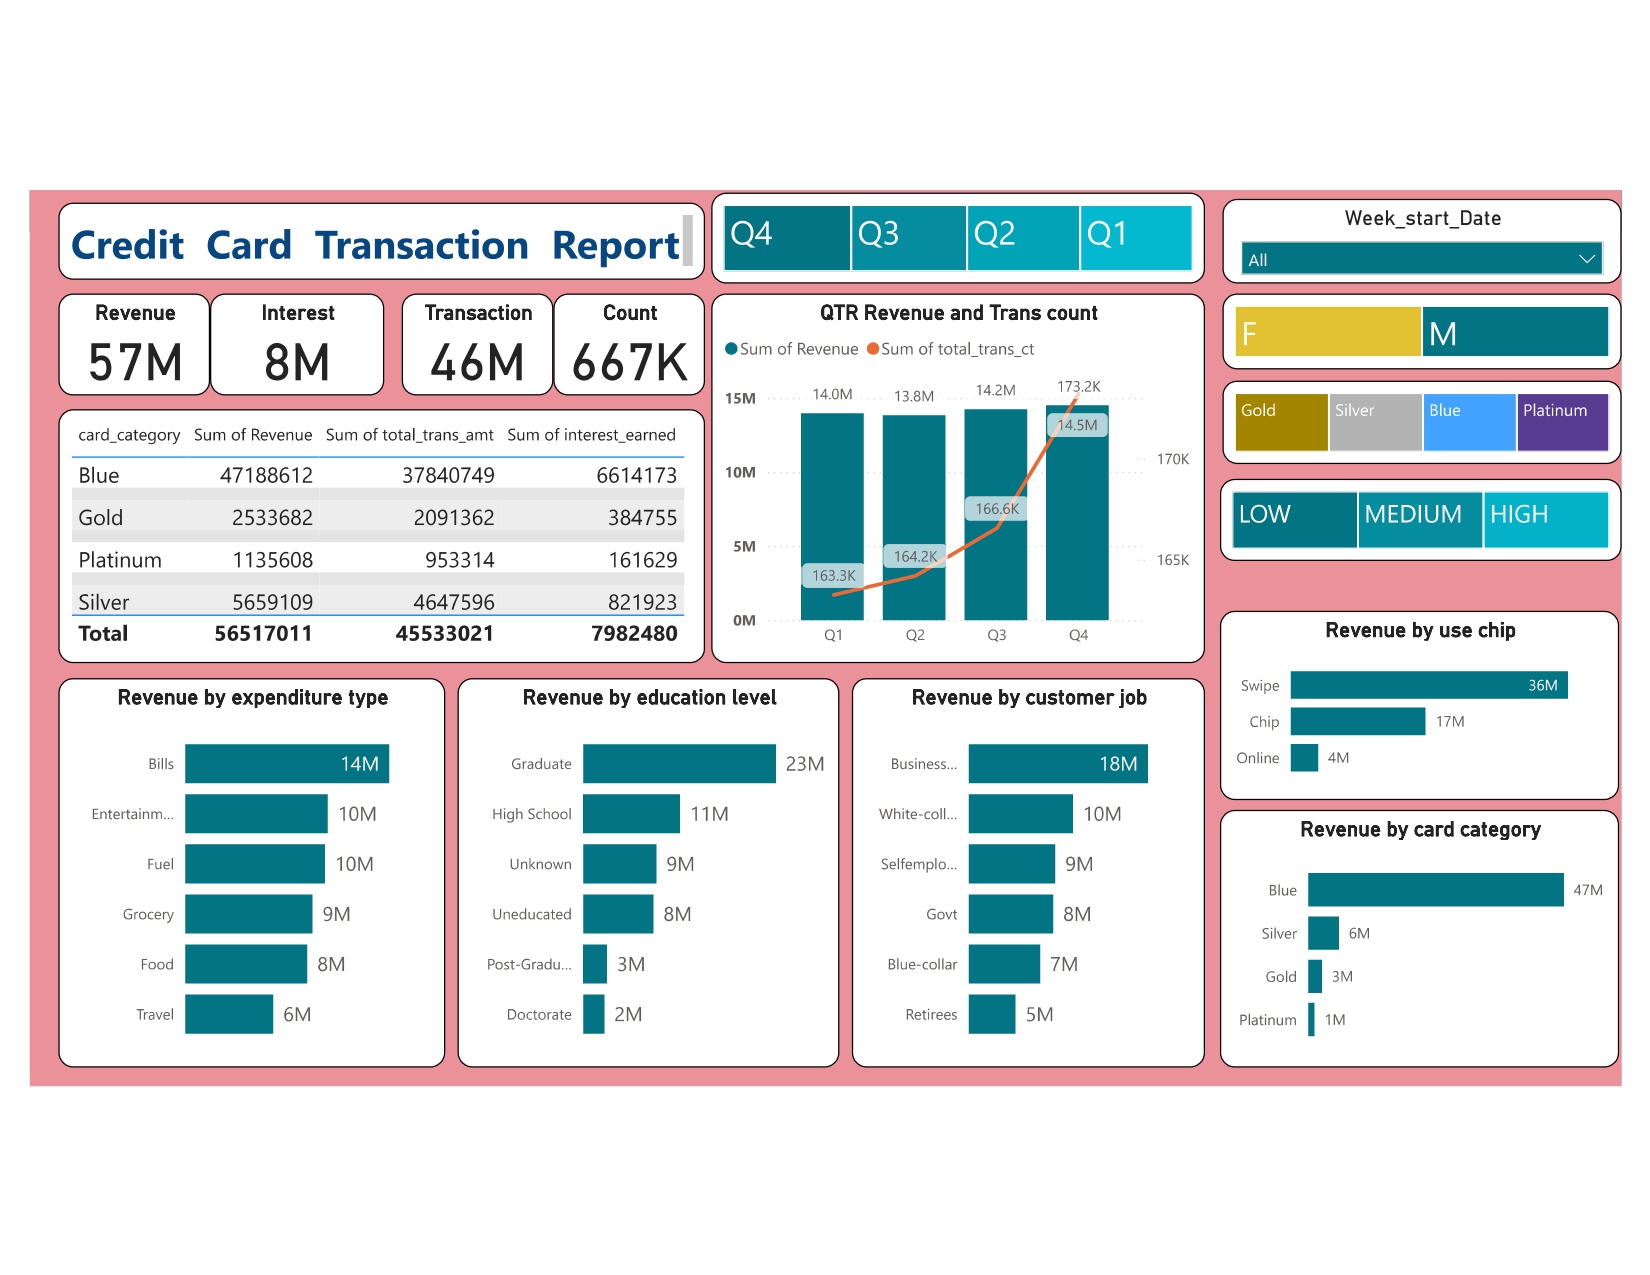 Credit Card Transaction Report
Q4 Q3 Q2 Q1
Week_start_Date
All
Revenue
57M
Interest
8M
Transaction
46M
Count
667K
F M
Gold Silver Blue Platinum
LOW MEDIUM HIGH
card_category Sum of Revenue Sum of total_trans_amt Sum of interest_earned
Blue 47188612 37840749 6614173
Gold 2533682 2091362 384755
Platinum 1135608 953314 161629
Silver 5659109 4647596 821923
Total 56517011 45533021 7982480
QTR Revenue and Trans count
Sum of Revenue Sum of total_trans_ct
15M
10M
5M
0M
14.0M 13.8M 14.2M 14.5M
163.3K 164.2K 166.6K 173.2K
170K
165K
Q1 Q2 Q3 Q4
Revenue by use chip
Swipe 36M
Chip 17M
Online 4M
Revenue by expenditure type
Bills 14M
Entertainm... 10M
Fuel 10M
Grocery 9M
Food 8M
Travel 6M
Revenue by education level
Graduate 23M
High School 11M
Unknown 9M
Uneducated 8M
Post-Gradu... 3M
Doctorate 2M
Revenue by customer job
Business... 18M
White-coll... 10M
Selfemplo... 9M
Govt 8M
Blue-collar 7M
Retirees 5M
Revenue by card category
Blue 47M
Silver 6M
Gold 3M
Platinum 1M